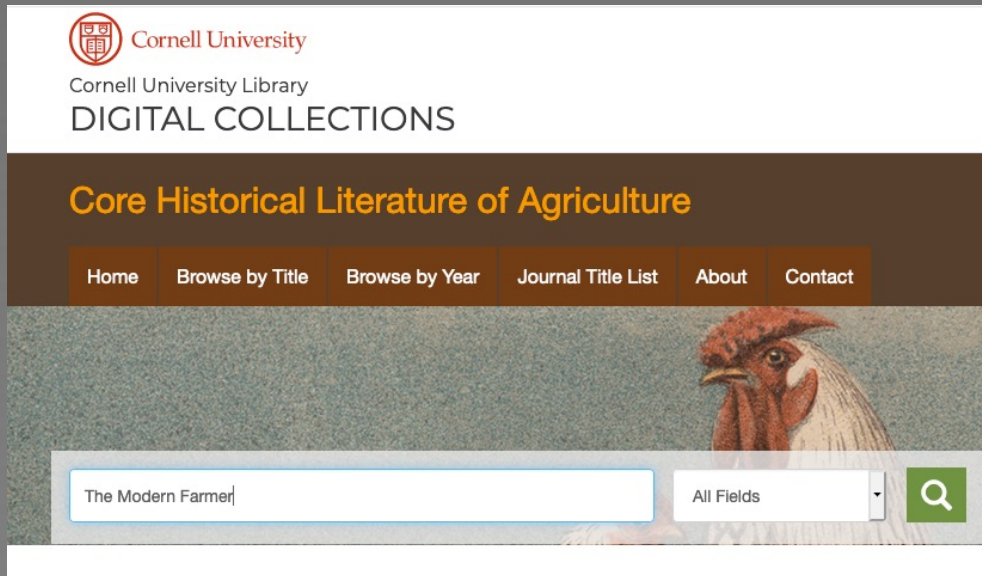 Cornell University
Cornell University Library
DIGITAL COLLECTIONS
Core Historical Literature of Agriculture
Home Browse by Title Browse by Year Journal Title List About Contact
The Modern Farmer All Fields